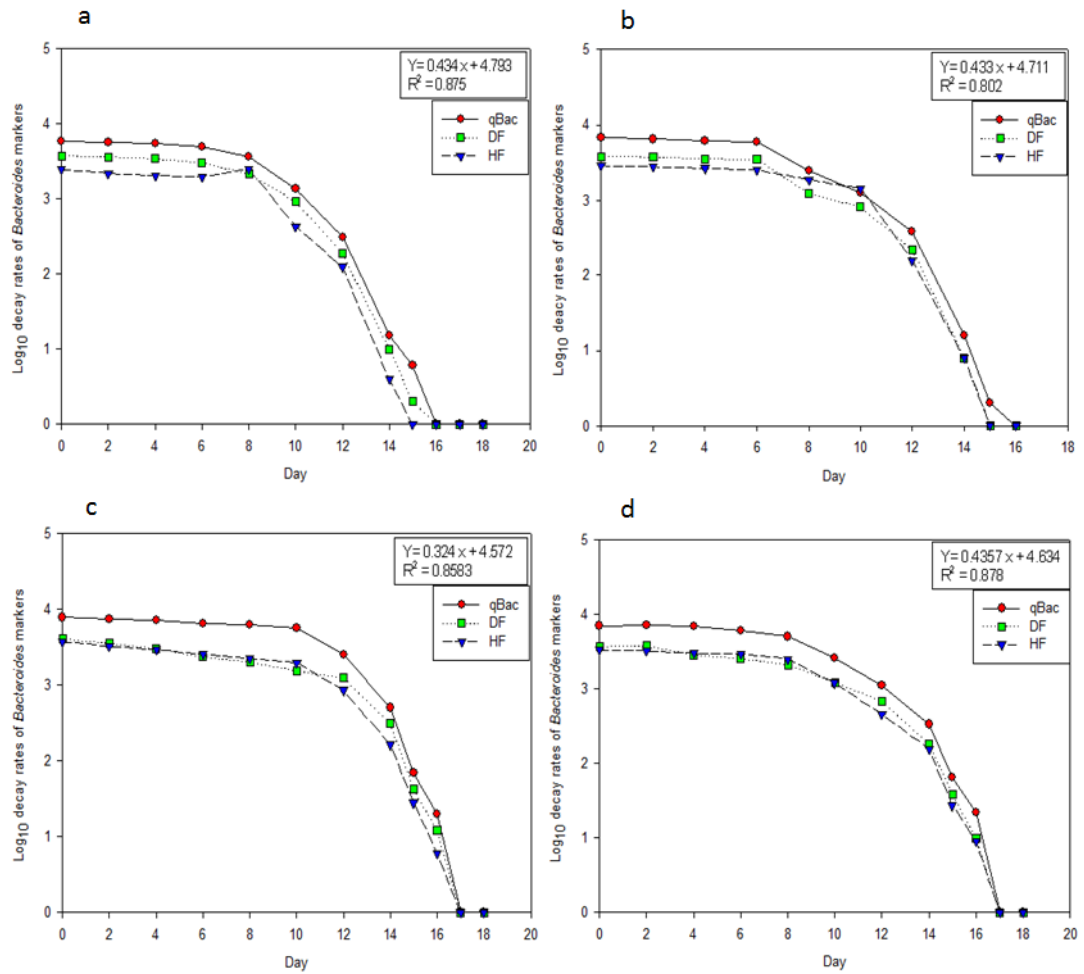 a
Y= 0.434 x + 4.793
R² = 0.875
qBac
DF
HF
Log10 decay rates of Bacteroides markers
5
4
3
2
1
0
0 2 4 6 8 10 12 14 16 18 20
Day
b
Y= 0.433 x + 4.711
R² = 0.802
qBac
DF
HF
Log10 deacy rates of Bacteroides markers
5
4
3
2
1
0
0 2 4 6 8 10 12 14 16 18
Day
c
Y= 0.324 x + 4.572
R² = 0.8583
qBac
DF
HF
Log10 decay rates of Bacteroides markers
5
4
3
2
1
0
0 2 4 6 8 10 12 14 16 18 20
Day
d
Y= 0.4357 x + 4.634
R² = 0.878
qBac
DF
HF
Log10 decay rates of Bacteroides markers
5
4
3
2
1
0
0 2 4 6 8 10 12 14 16 18 20
Day